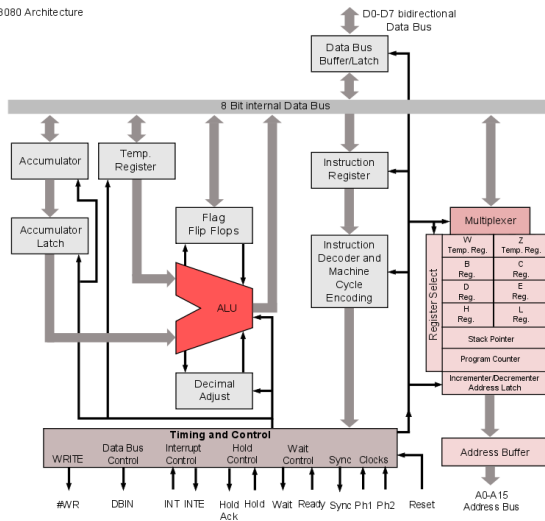 8080 Architecture
D0-D7 bidirectional
Data Bus
Data Bus
Buffer/Latch
8 Bit internal Data Bus
Accumulator
Temp.
Register
Instruction
Register
Accumulator
Latch
Flag
Flip Flops
Instruction
Decoder and
Machine
Cycle
Encoding
ALU
Decimal
Adjust
Register Select
Multiplexer
W
Temp. Reg.
Z
Temp. Reg.
B
Reg.
C
Reg.
D
Reg.
E
Reg.
H
Reg.
L
Reg.
Stack Pointer
Program Counter
Incrementer/Decrementer
Address Latch
Address Buffer
A0-A15
Address Bus
Timing and Control
WRITE
Data Bus
Control
Interrupt
Control
Hold
Control
Wait
Control
Sync
Clocks
#WR
DBIN
INT
INTE
Hold
Ack
Hold
Wait
Ready
Sync
Ph1
Ph2
Reset